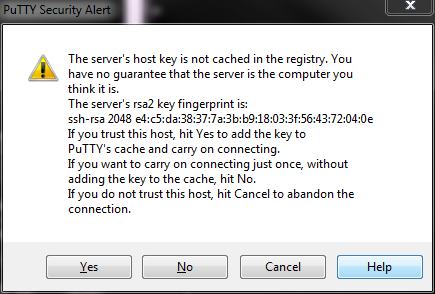 PuTTY Security Alert
The server's host key is not cached in the registry. You
have no guarantee that the server is the computer you
think it is.
The server's rsa2 key fingerprint is:
ssh-rsa 2048 e4:c5:da:38:37:7a:3b:b9:18:03:3f:56:43:72:04:0e
If you trust this host, hit Yes to add the key to
PuTTY's cache and carry on connecting.
If you want to carry on connecting just once, without
adding the key to the cache, hit No.
If you do not trust this host, hit Cancel to abandon the
connection.
Yes No Cancel Help